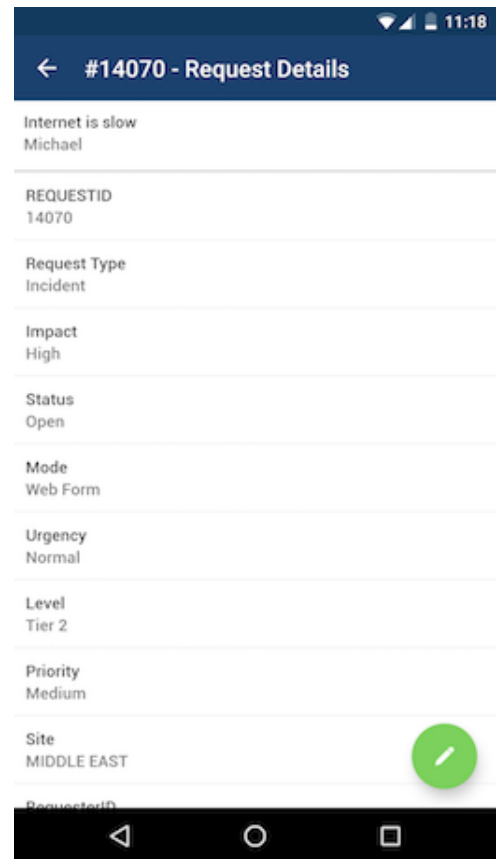 11:18
#14070 - Request Details
Internet is slow
Michael
REQUESTID
14070
Request Type
Incident
Impact
High
Status
Open
Mode
Web Form
Urgency
Normal
Level
Tier 2
Priority
Medium
Site
MIDDLE EAST
RequesterID